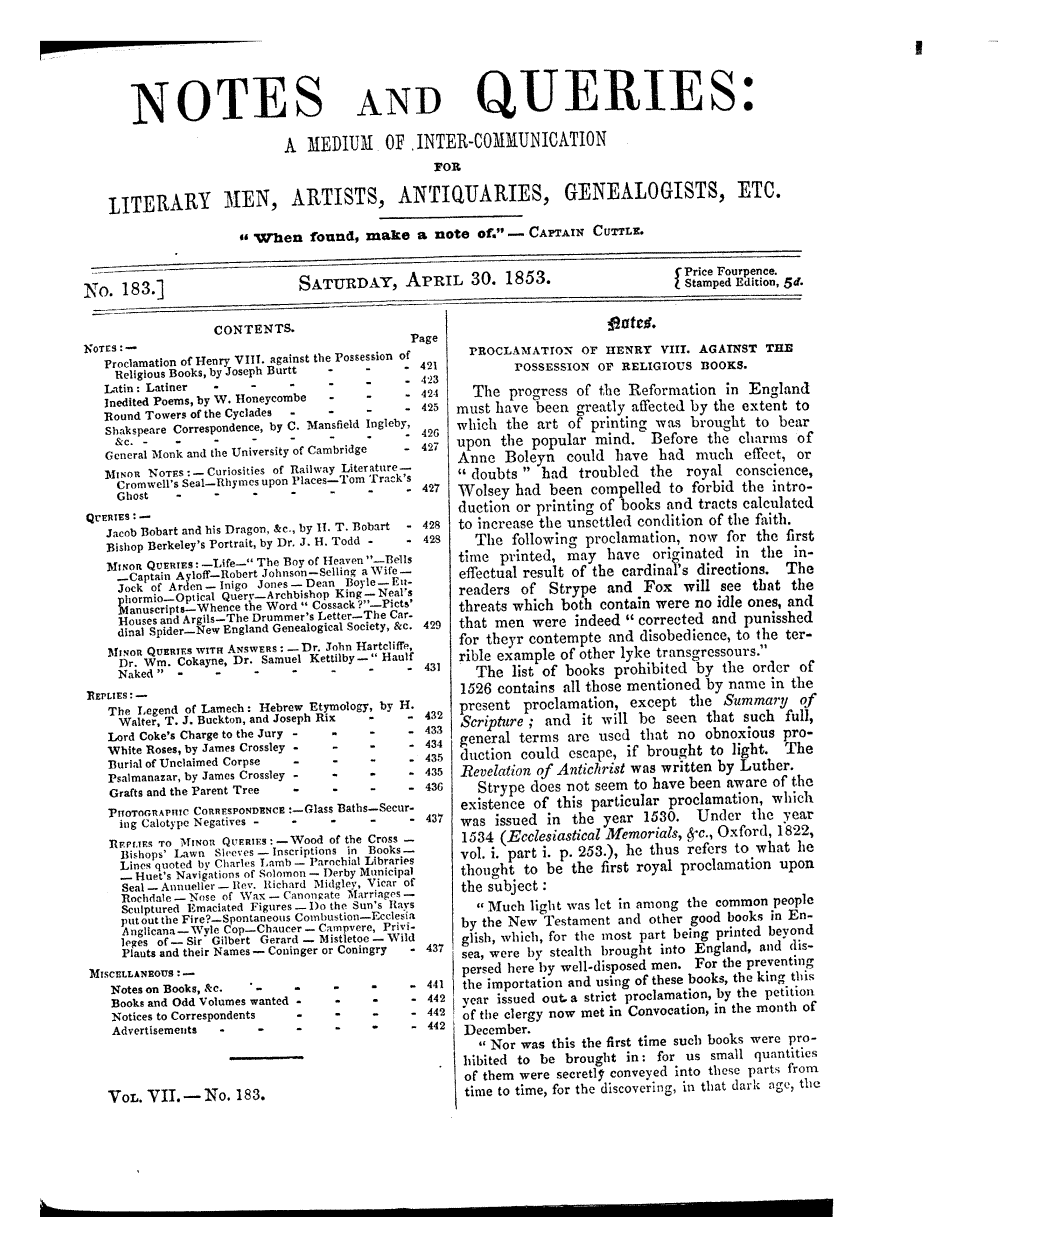 NOTES AND QUERIES:
A MEDIUM OF INTER-COMMUNICATION
FOR
LITERARY MEN, ARTISTS, ANTIQUARIES, GENEALOGISTS, ETC.
"When found, make a note of."—CAPTAIN CUTTLE.
No. 183.] SATURDAY, APRIL 30. 1853. { Price Fourpence. Stamped Edition, 5d.
CONTENTS.
NOTES:— Page
Proclamation of Henry VIII. against the Possession of
Religious Books, by Joseph Burtt - - - 421
Latin: Latiner - - - - - - 423
Inedited Poems, by W. Honeycombe - - - 424
Round Towers of the Cyclades - - - - 425
Shakspeare Correspondence, by C. Mansfield Ingleby,
&c. - - - - - - - - 426
General Monk and the University of Cambridge - 427
MINOR NOTES:—Curiosities of Railway Literature—
Cromwell's Seal—Rhymes upon Places—Tom Track's
Ghost - - - - - - - 427
QUERIES:—
Jacob Bobart and his Dragon, &c., by H. T. Bobart - 428
Bishop Berkeley's Portrait, by Dr. J. H. Todd - - 428
MINOR QUERIES:—Life—"The Boy of Heaven"—Bells
—Captain Ayloff—Robert Johnson—Selling a Wife—
Jock of Arden—Inigo Jones—Dean Boyle—Eu-
phormio—Optical Query—Archbishop King—Neal's
Manuscripts—Whence the Word "Cossack?"—Picts'
Houses and Argils—The Drummer's Letter—The Car-
dinal Spider—New England Genealogical Society, &c. 429
MINOR QUERIES WITH ANSWERS:—Dr. John Hartcliffe,
Dr. Wm. Cokayne, Dr. Samuel Kettilby—"Haulf
Naked" - - - - - - - 431
REPLIES:—
The Legend of Lamech: Hebrew Etymology, by H.
Walter, T. J. Buckton, and Joseph Rix - - 432
Lord Coke's Charge to the Jury - - - - 433
White Roses, by James Crossley - - - - 434
Burial of Unclaimed Corpse - - - - 435
Psalmanazar, by James Crossley - - - - 435
Grafts and the Parent Tree - - - - 436
PHOTOGRAPHIC CORRESPONDENCE:—Glass Baths—Secur-
ing Calotype Negatives - - - - - 437
REPLIES TO MINOR QUERIES:—Wood of the Cross—
Bishops' Lawn Sleeves—Inscriptions in Books—
Lines quoted by Charles Lamb—Parochial Libraries
—Huet's Navigations of Solomon—Derby Municipal
Seal—Annueller—Rev. Richard Midgley, Vicar of
Rochdale—Nose of Wax—Canongate Marriages—
Sculptured Emaciated Figures—Do the Sun's Rays
put out the Fire?—Spontaneous Combustion—Ecclesia
Anglicana—Wyle Cop—Chaucer—Campvere, Privi-
leges of—Sir Gilbert Gerard—Mistletoe—Wild
Plants and their Names—Coninger or Coningry - 437
MISCELLANEOUS:—
Notes on Books, &c. - - - - - 441
Books and Odd Volumes wanted - - - - 442
Notices to Correspondents - - - - 442
Advertisements - - - - - - 442
VOL. VII.—No. 183.
Notes.
PROCLAMATION OF HENRY VIII. AGAINST THE
POSSESSION OF RELIGIOUS BOOKS.
The progress of the Reformation in England
must have been greatly affected by the extent to
which the art of printing was brought to bear
upon the popular mind. Before the charms of
Anne Boleyn could have had much effect, or
"doubts" had troubled the royal conscience,
Wolsey had been compelled to forbid the intro-
duction or printing of books and tracts calculated
to increase the unsettled condition of the faith.
The following proclamation, now for the first
time printed, may have originated in the in-
effectual result of the cardinal's directions. The
readers of Strype and Fox will see that the
threats which both contain were no idle ones, and
that men were indeed "corrected and punisshed
for theyr contempte and disobedience, to the ter-
rible example of other lyke transgressours."
The list of books prohibited by the order of
1526 contains all those mentioned by name in the
present proclamation, except the Summary of
Scripture; and it will be seen that such full,
general terms are used that no obnoxious pro-
duction could escape, if brought to light. The
Revelation of Antichrist was written by Luther.
Strype does not seem to have been aware of the
existence of this particular proclamation, which
was issued in the year 1530. Under the year
1534 (Ecclesiastical Memorials, &c., Oxford, 1822,
vol. i. part i. p. 253.), he thus refers to what he
thought to be the first royal proclamation upon
the subject:
"Much light was let in among the common people
by the New Testament and other good books in En-
glish, which, for the most part being printed beyond
sea, were by stealth brought into England, and dis-
persed here by well-disposed men. For the preventing
the importation and using of these books, the king this
year issued out a strict proclamation, by the petition
of the clergy now met in Convocation, in the month of
December.
"Nor was this the first time such books were pro-
hibited to be brought in: for us small quantities
of them were secretly conveyed into these parts from
time to time, for the discovering, in that dark age, the